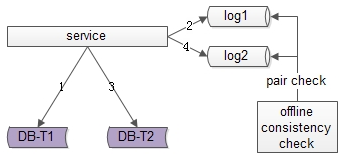 2
log1
service
4
log2
1
3
pair check
DB-T1
DB-T2
offline
consistency
check